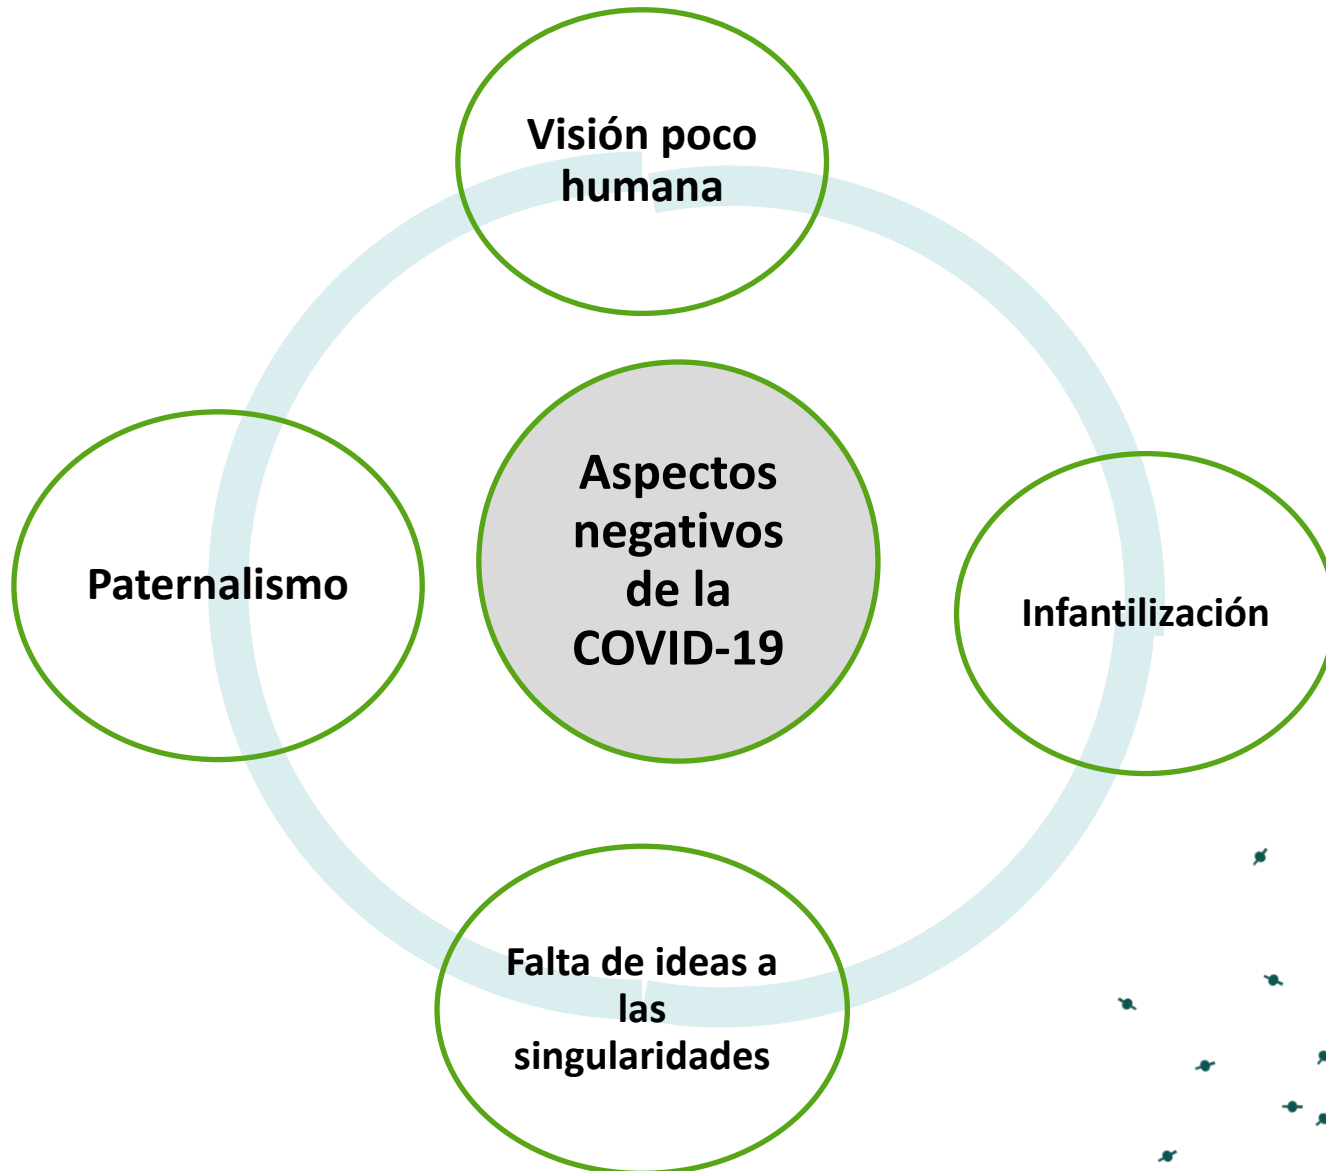 Visión poco
humana
Aspectos
negativos
de la
COVID-19
Paternalismo
Infantilización
Falta de ideas a
las
singularidades